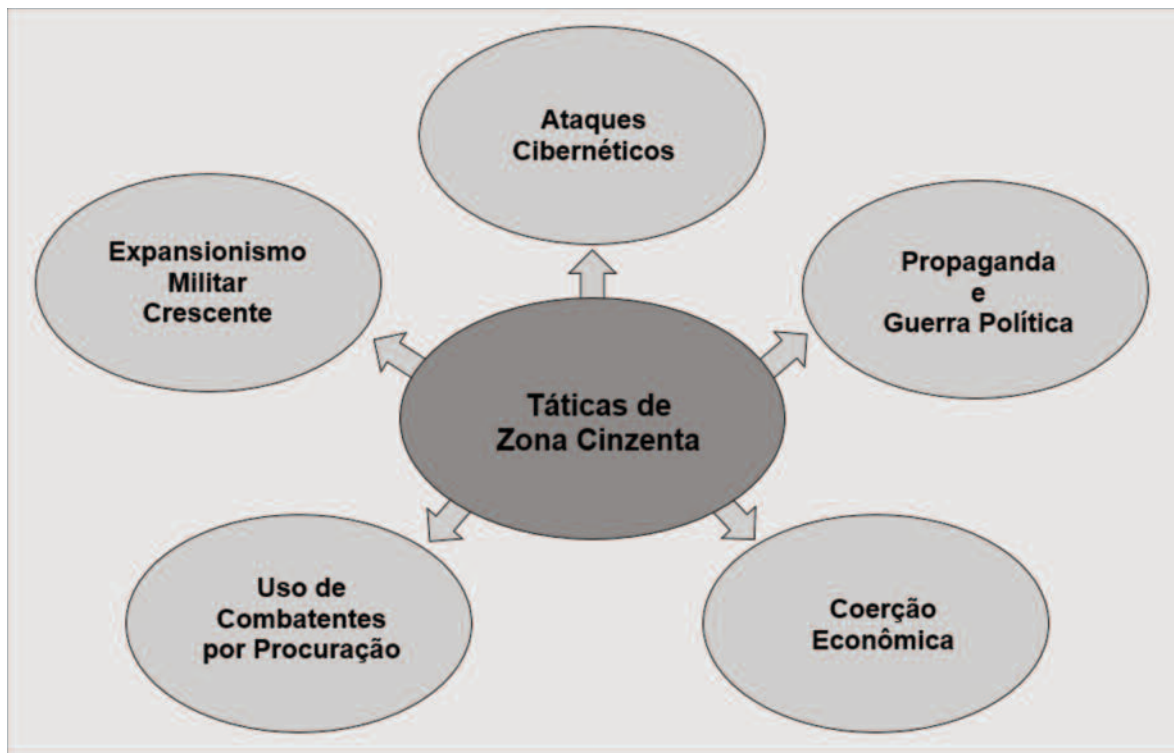 Ataques
Cibernéticos
Expansionismo
Militar
Crescente
Propaganda
e
Guerra Política
Táticas de
Zona Cinzenta
Uso de
Combatentes
por Procuração
Coerção
Econômica